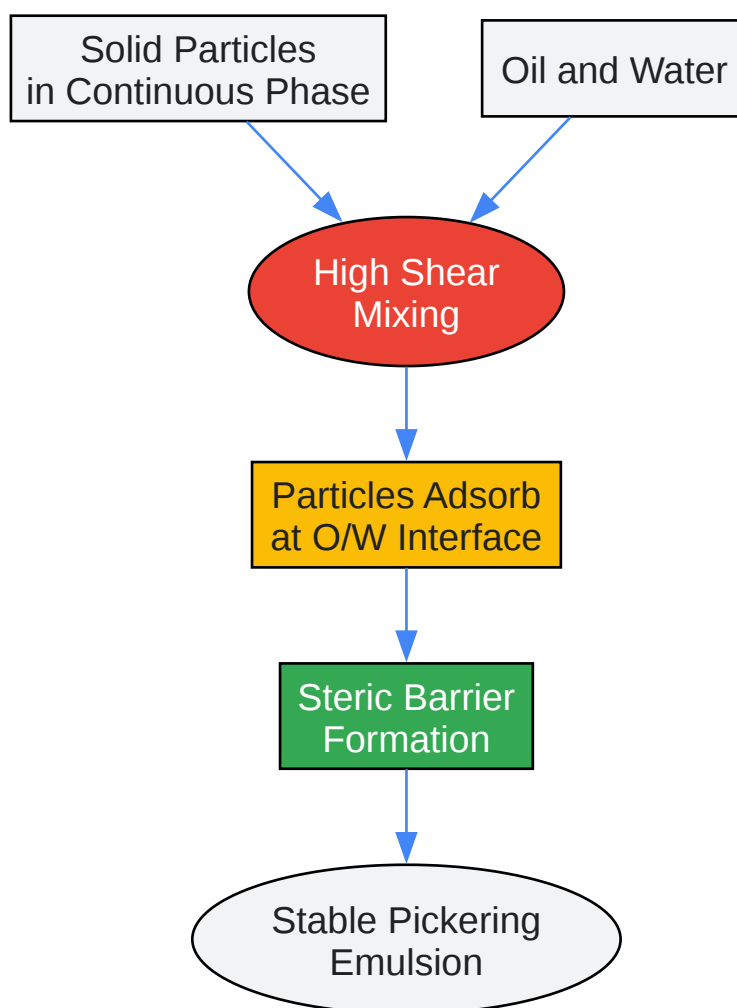 Solid Particles
in Continuous Phase
Oil and Water
High Shear
Mixing
Particles Adsorb
at O/W Interface
Steric Barrier
Formation
Stable Pickering
Emulsion